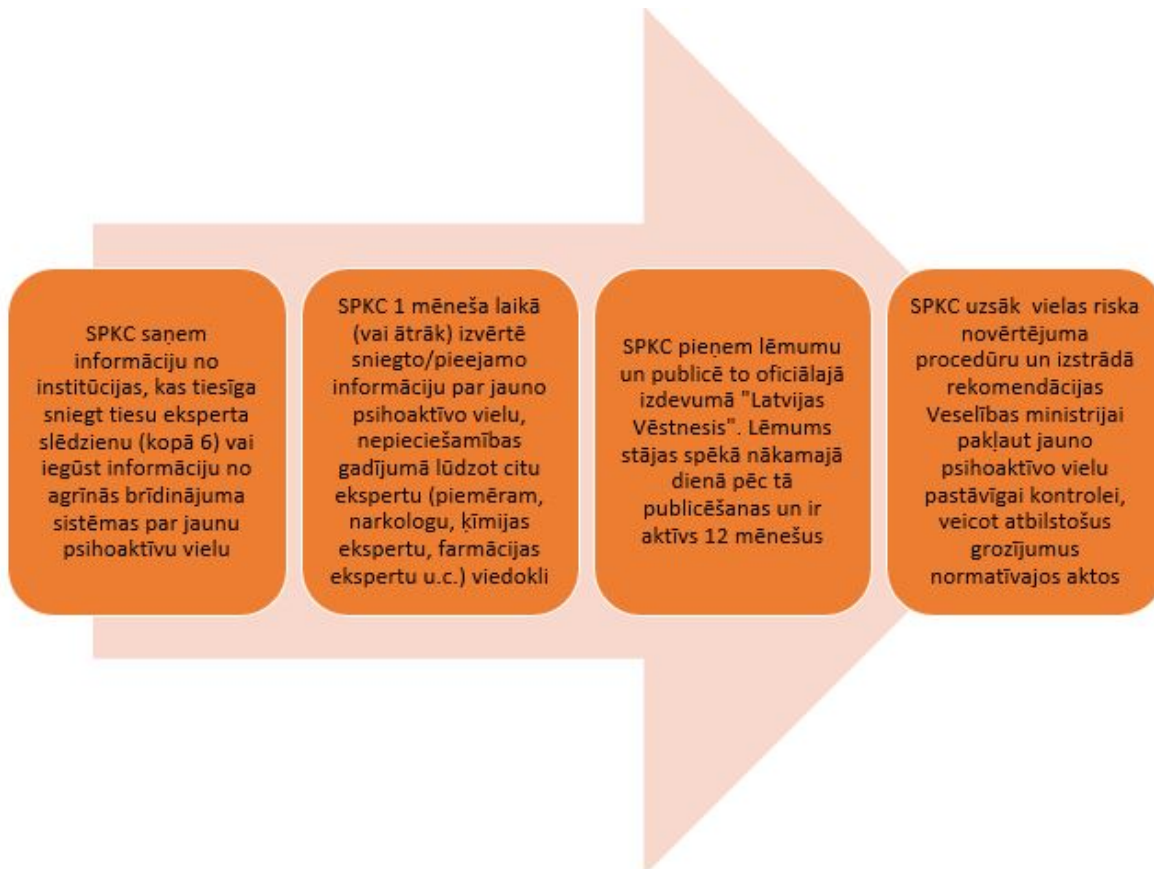 SPKC saņem
informāciju no
institūcijas, kas tiesīga
sniegt tiesu eksperta
slēdzienu (kopā 6) vai
iegūst informāciju no
agrīnās brīdinājuma
sistēmas par jaunu
psihoaktīvu vielu
SPKC 1 mēneša laikā
(vai ātrāk) izvērtē
sniegto/pieejamo
informāciju par jauno
psihoaktīvo vielu,
nepieciešamības
gadījumā lūdzot citu
ekspertu (piemēram,
narkologu, ķīmijas
ekspertu, farmācijas
ekspertu u.c.) viedokli
SPKC pieņem lēmumu
un publicē to oficiālajā
izdevumā "Latvijas
Vēstnesis". Lēmums
stājas spēkā nākamajā
dienā pēc tā
publicēšanas un ir
aktīvs 12 mēnešus
SPKC uzsāk  vielas riska
novērtējuma
procedūru un izstrādā
rekomendācijas
Veselības ministrijai
pakļaut jauno
psihoaktīvo vielu
pastāvīgai kontrolei,
veicot atbilstošus
grozījumus
normatīvajos aktos